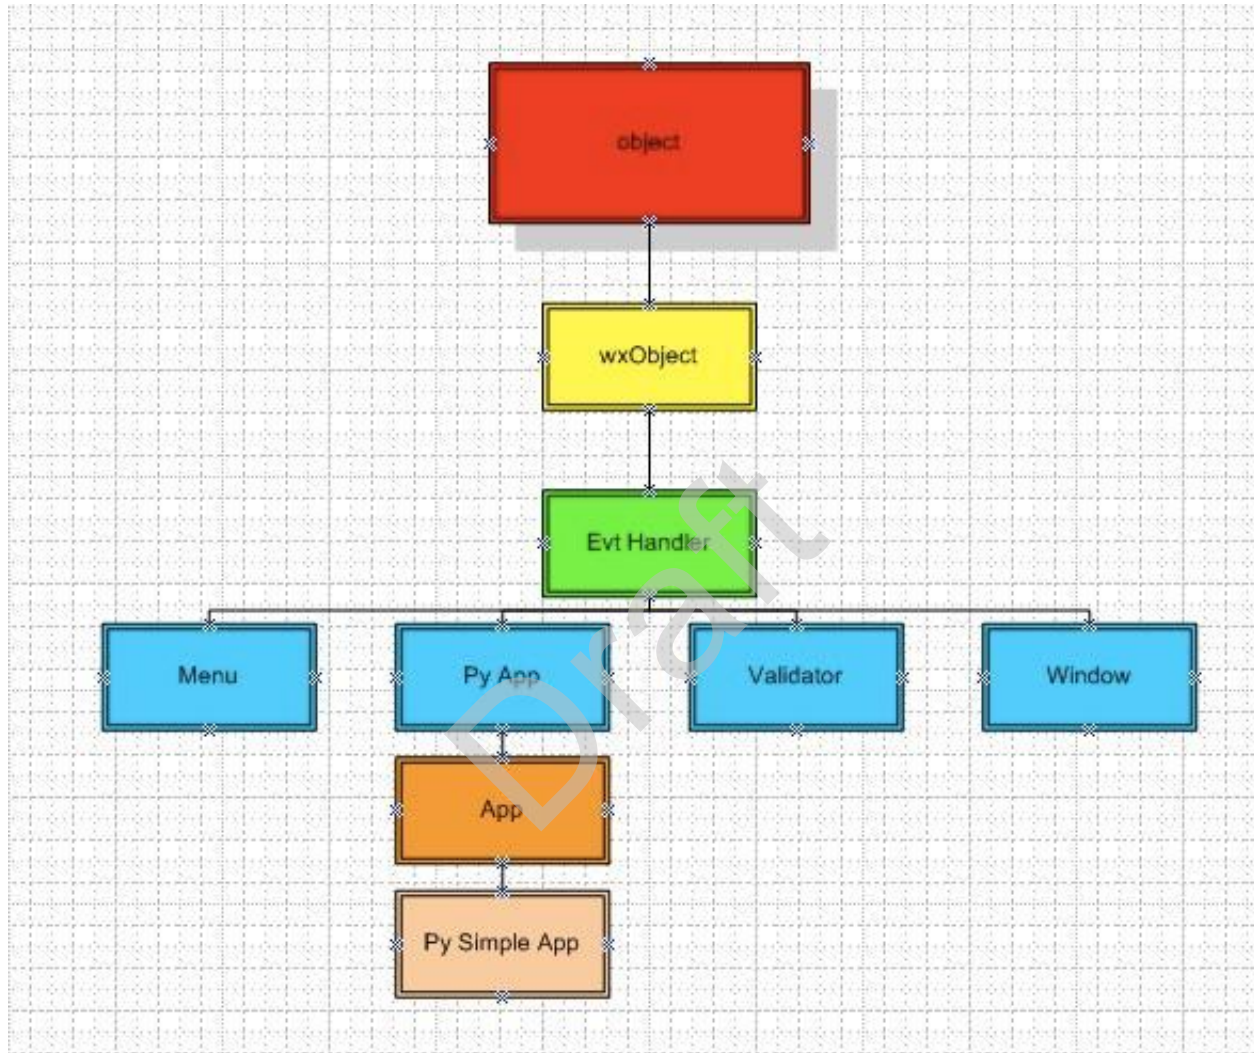 object
wxObject
Evt Handler
Menu
Py App
Validator
Window
App
Py Simple App
Draft